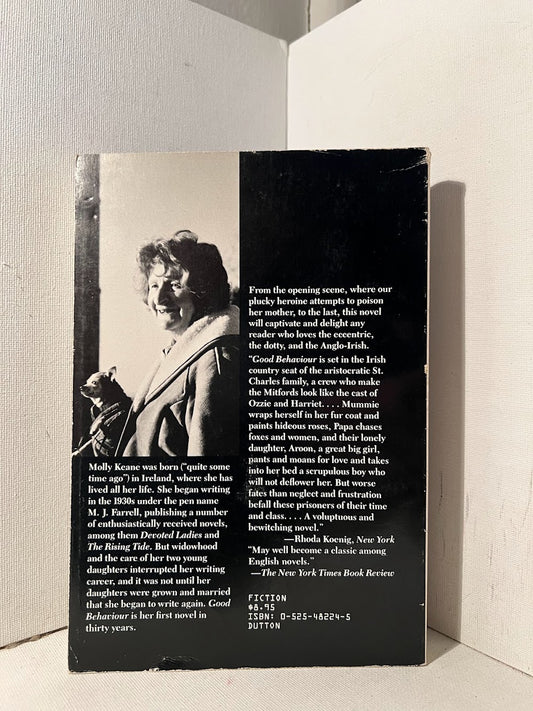 Molly Keane was born ("quite some
time ago") in Ireland, where she has
lived all her life. She began writing
in the 1930s under the pen name
M. J. Farrell, publishing a number
of enthusiastically received novels,
among them Devoted Ladies and
The Rising Tide. But widowhood
and the care of her two young
daughters interrupted her writing
career, and it was not until her
daughters were grown and married
that she began to write again. Good
Behaviour is her first novel in
thirty years.
From the opening scene, where our
plucky heroine attempts to poison
her mother, to the last, this novel
will captivate and delight any
reader who loves the eccentric,
the dotty, and the Anglo-Irish.
"Good Behaviour is set in the Irish
country seat of the aristocratic St.
Charles family, a crew who make
the Mitfords look like the cast of
Ozzie and Harriet. . . . Mummie
wraps herself in her fur coat and
paints hideous roses, Papa chases
foxes and women, and their lonely
daughter, Aroon, a great big girl,
pants and moans for love and takes
into her bed a scrupulous boy who
will not deflower her. But worse
fates than neglect and frustration
befall these prisoners of their time
and class. . . . A voluptuous and
bewitching novel."
—Rhoda Koenig, New York
"May well become a classic among
English novels."
—The New York Times Book Review
FICTION
$8.95
ISBN: 0-525-48224-5
DUTTON